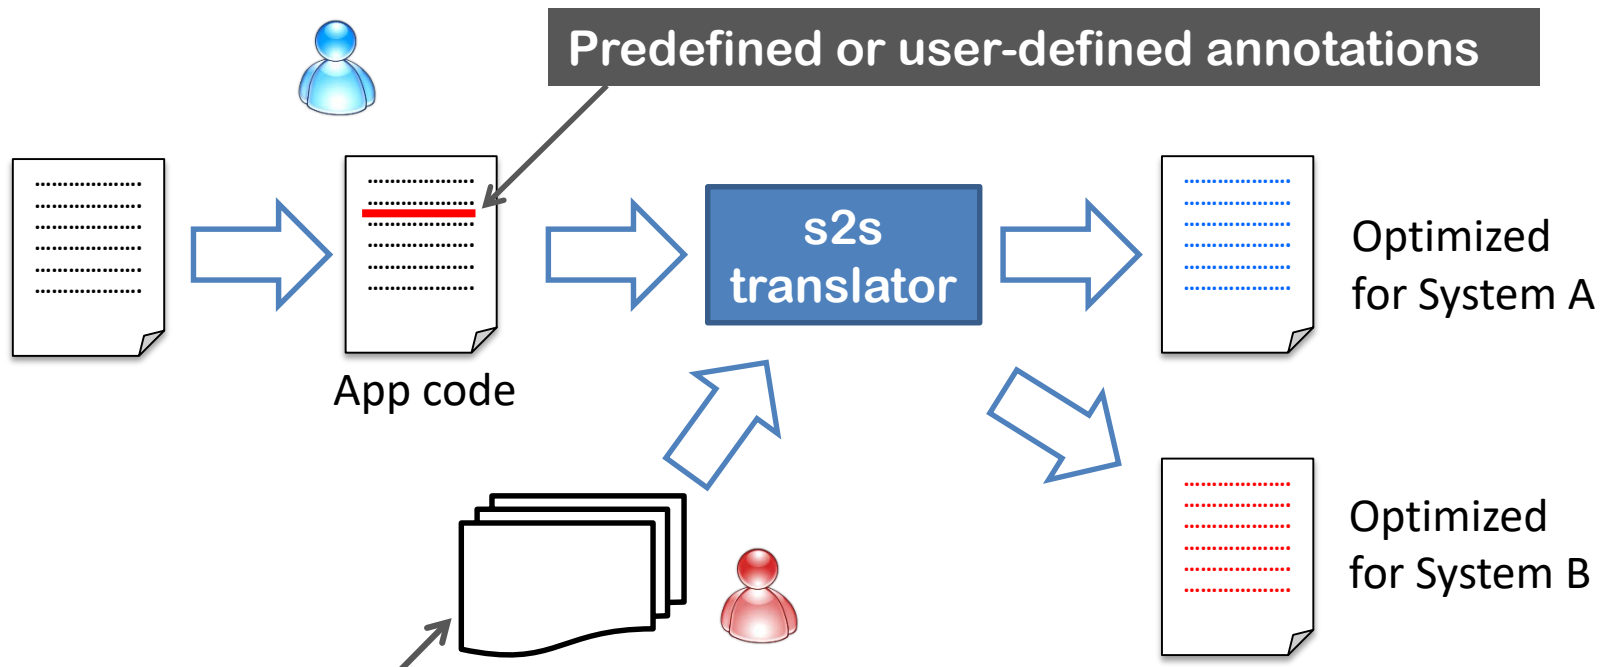 Predefined or user-defined annotations
s2s
translator
Optimized
for System A
App code
Optimized
for System B